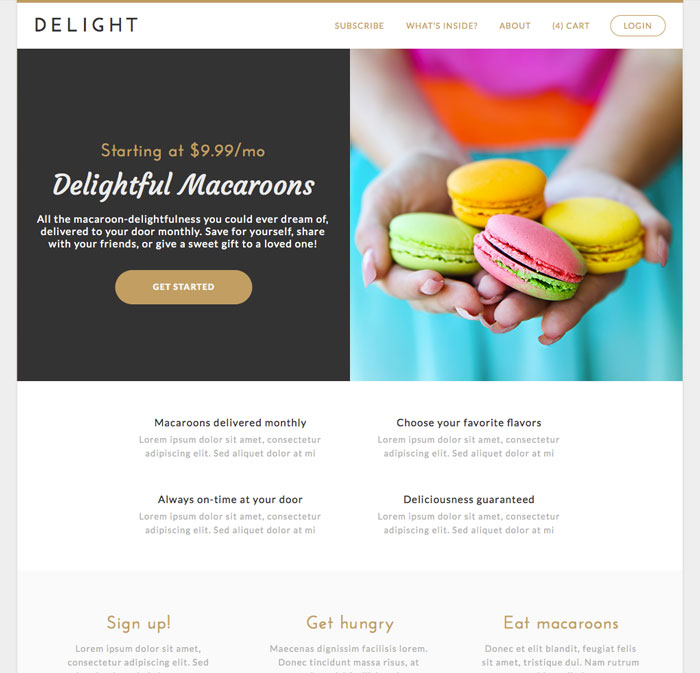 DELIGHT
SUBSCRIBE WHAT'S INSIDE? ABOUT (4) CART LOGIN
Starting at $9.99/mo
Delightful Macaroons
All the macaroon-delightfulness you could ever dream of,
delivered to your door monthly. Save for yourself, share
with your friends, or give a sweet gift to a loved one!
GET STARTED
Macaroons delivered monthly
Lorem ipsum dolor sit amet, consectetur
adipiscing elit. Sed aliquet dolor at mi
Choose your favorite flavors
Lorem ipsum dolor sit amet, consectetur
adipiscing elit. Sed aliquet dolor at mi
Always on-time at your door
Lorem ipsum dolor sit amet, consectetur
adipiscing elit. Sed aliquet dolor at mi
Deliciousness guaranteed
Lorem ipsum dolor sit amet, consectetur
adipiscing elit. Sed aliquet dolor at mi
Sign up!
Lorem ipsum dolor sit amet,
consectetur adipiscing elit. Sed
Get hungry
Maecenas dignissim facilisis lorem.
Donec tincidunt massa risus, at
Eat macaroons
Donec et elit blandit, feugiat felis
sit amet, tristique dui. Nam rutrum